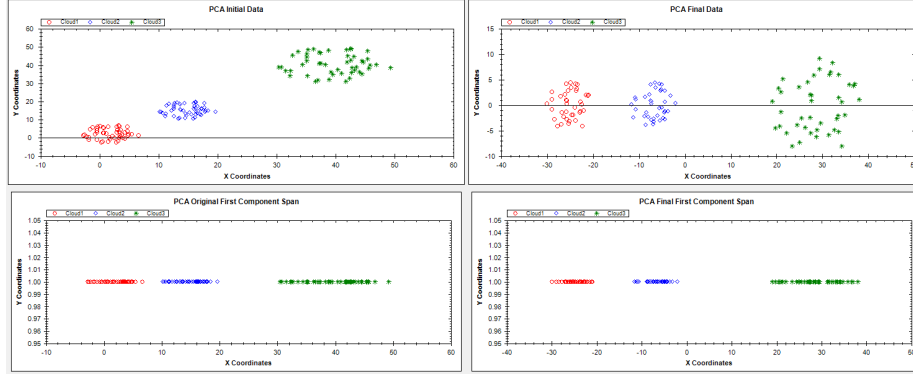 PCA Initial Data
Cloud1 Cloud2 Cloud3
Y Coordinates
60
50
40
30
20
10
0
-10
-10 0 10 20 30 40 50 60
X Coordinates
PCA Final Data
Cloud1 Cloud2 Cloud3
Y Coordinates
15
10
5
0
-5
-10
-40 -30 -20 -10 0 10 20 30 40 50
X Coordinates
PCA Original First Component Span
Cloud1 Cloud2 Cloud3
Y Coordinates
1.05
1.04
1.03
1.02
1.01
1.00
0.99
0.98
0.97
0.96
0.95
-10 0 10 20 30 40 50 60
X Coordinates
PCA Final First Component Span
Cloud1 Cloud2 Cloud3
Y Coordinates
1.05
1.04
1.03
1.02
1.01
1.00
0.99
0.98
0.97
0.96
0.95
-40 -30 -20 -10 0 10 20 30 40 50
X Coordinates